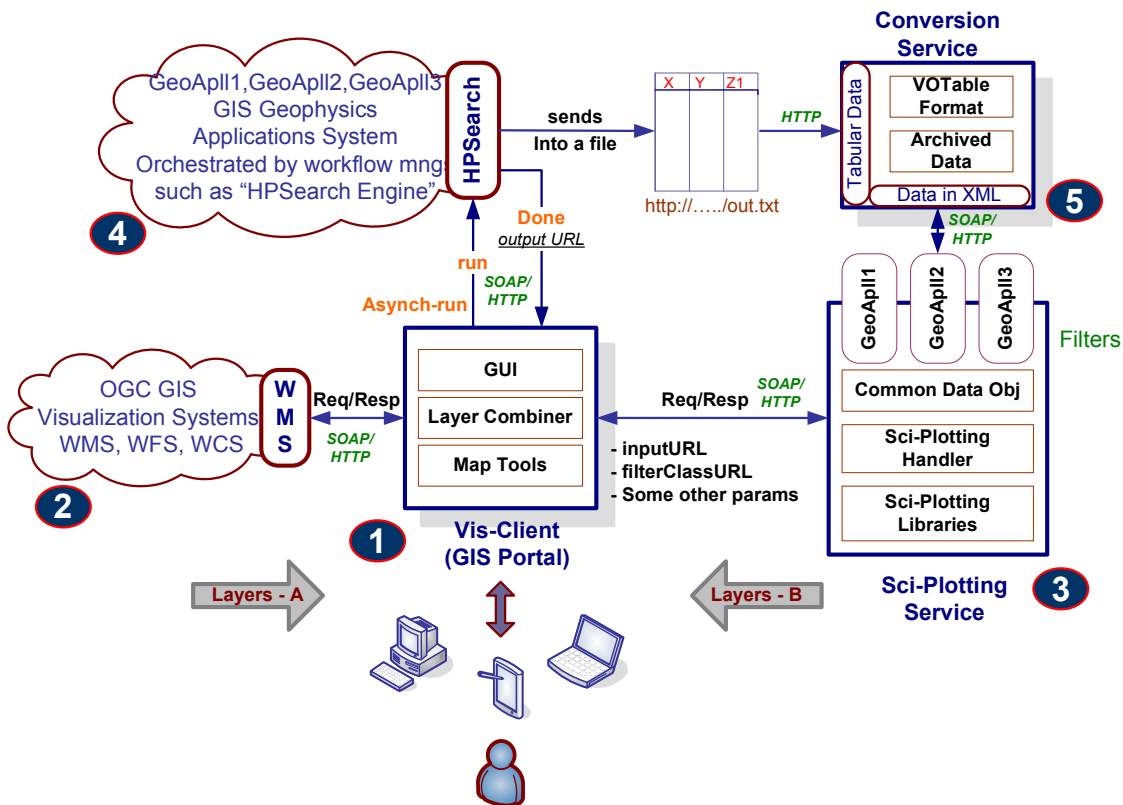 GeoApll1,GeoApll2,GeoApll3
GIS Geophysics
Applications System
Orchestrated by workflow mngs
such as “HPSearch Engine”
HPSearch
4
sends
Into a file
X Y Z1
http://...../out.txt
HTTP
Conversion
Service
Tabular Data
VOTable
Format
Archived
Data
Data in XML
5
Done
output URL
run
SOAP/
HTTP
Asynch-run
SOAP/
HTTP
GeoApll1
GeoApll2
GeoApll3
Filters
OGC GIS
Visualization Systems
WMS, WFS, WCS
W
M
S
2
Req/Resp
SOAP/
HTTP
GUI
Layer Combiner
Map Tools
1
Vis-Client
(GIS Portal)
Req/Resp
SOAP/
HTTP
- inputURL
- filterClassURL
- Some other params
Common Data Obj
Sci-Plotting
Handler
Sci-Plotting
Libraries
3
Sci-Plotting
Service
Layers - A
Layers - B